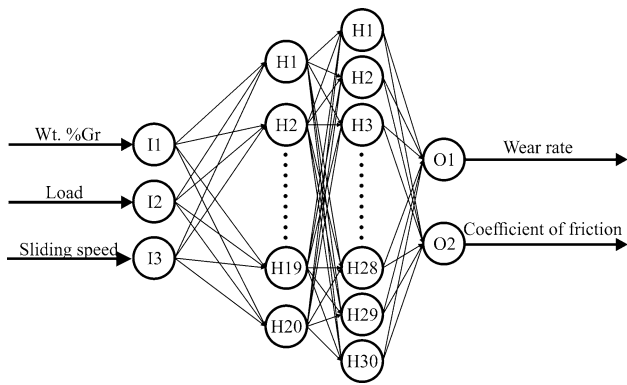 Wt. %Gr
Load
Sliding speed
I1
I2
I3
H1
H2
H19
H20
H1
H2
H3
H28
H29
H30
O1
O2
Wear rate
Coefficient of friction